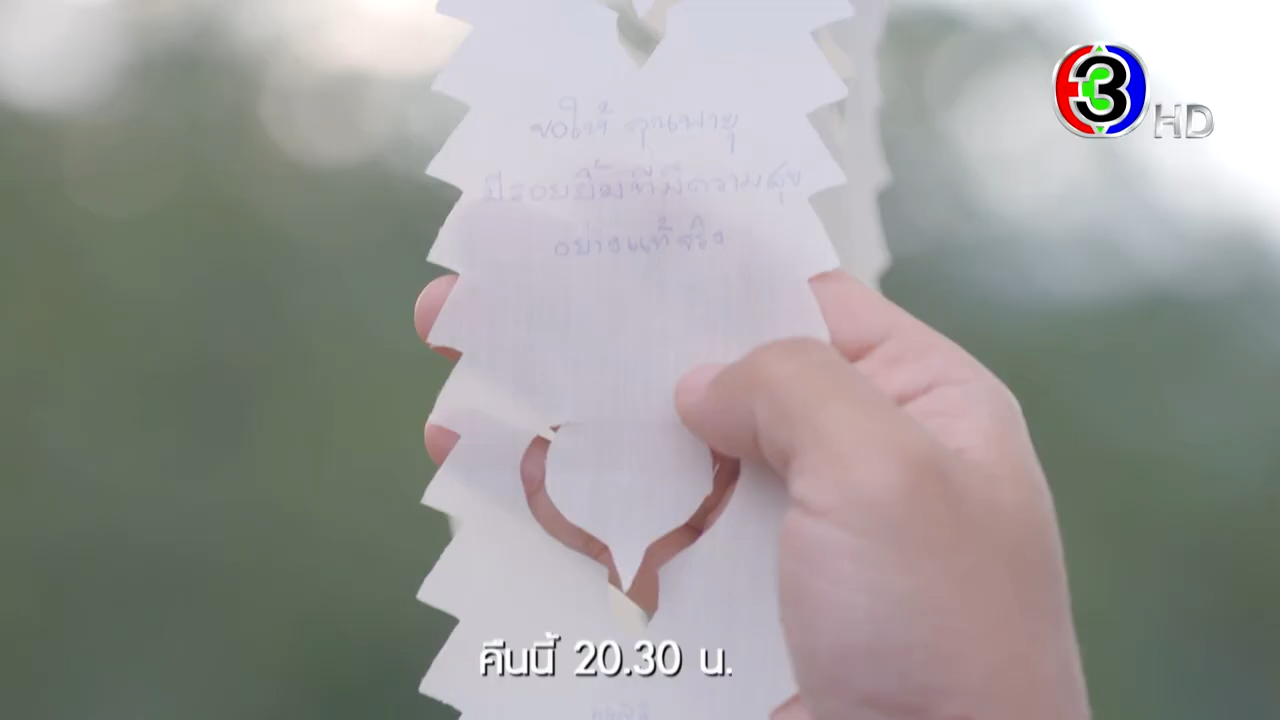 3 HD
ขอให้ คุณพายุ
มีรอยยิ้มที่มีความสุข
อย่างแท้จริง
คืนนี้ 20.30 น.